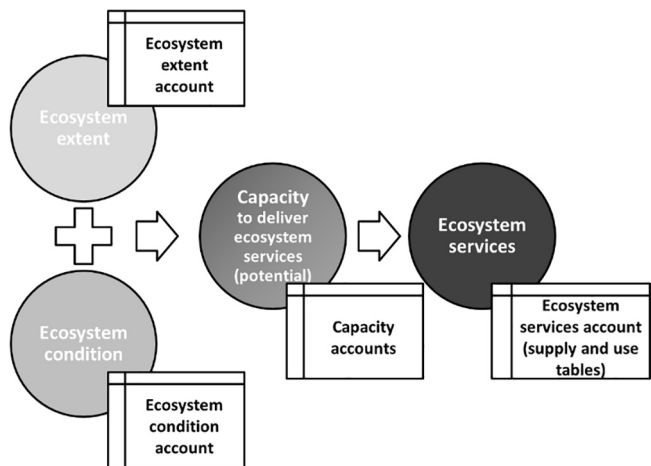 Ecosystem
extent
account
Ecosystem
extent
Capacity
to deliver
ecosystem
services
(potential)
Ecosystem
services
Ecosystem
condition
Capacity
accounts
Ecosystem
services account
(supply and use
tables)
Ecosystem
condition
account